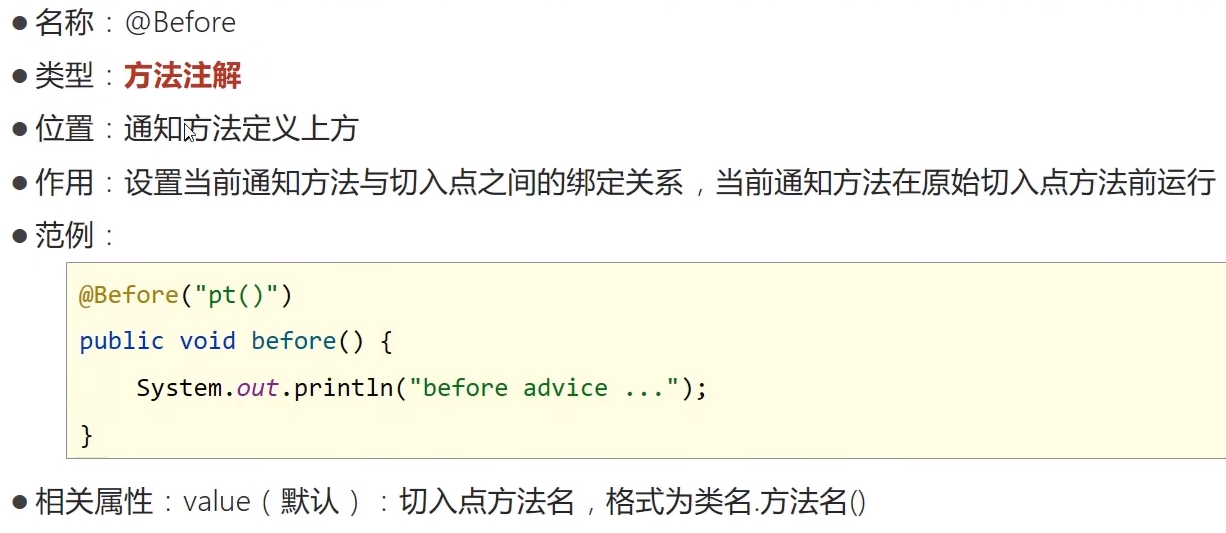 ● 名称：@Before
● 类型：方法注解
● 位置：通知方法定义上方
● 作用：设置当前通知方法与切入点之间的绑定关系，当前通知方法在原始切入点方法前运行
● 范例：
@Before("pt()")
public void before() {
    System.out.println("before advice ...");
}
● 相关属性：value（默认）：切入点方法名，格式为类名.方法名()